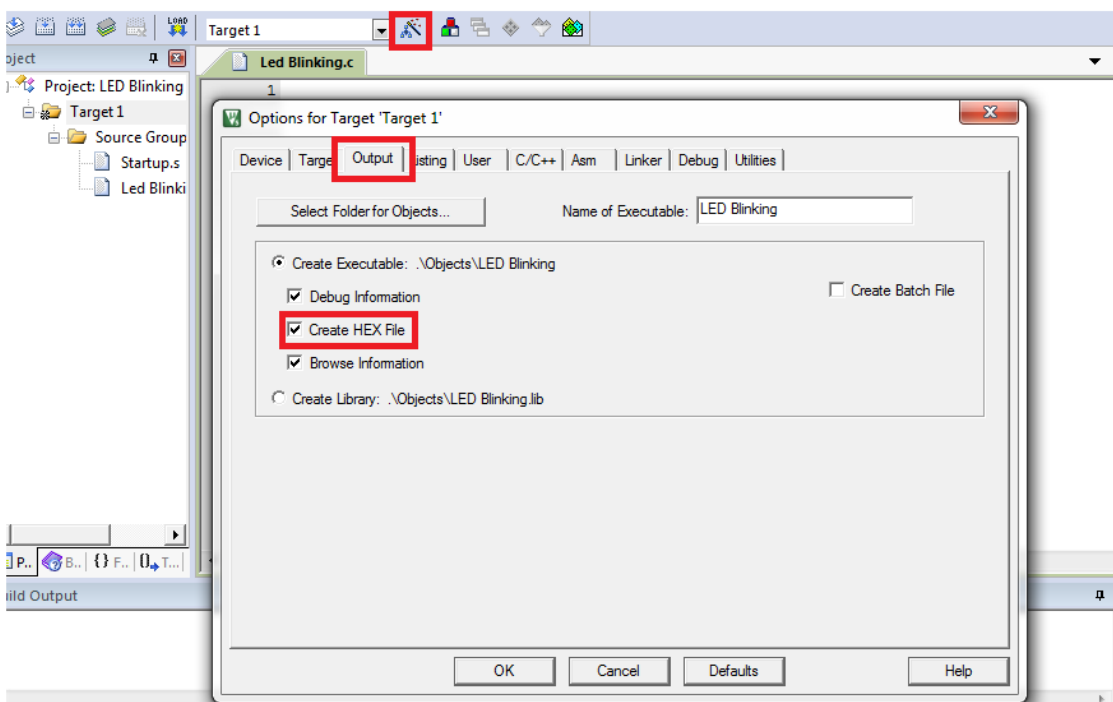 LOAD
Target 1
oject
Led Blinking.c
Project: LED Blinking
1
Target 1
Options for Target 'Target 1'
Source Group
Device Targe Output isting User C/C++ Asm Linker Debug Utilities
Startup.s
Led Blinki
Select Folder for Objects...
Name of Executable: LED Blinking
Create Executable: .\Objects\LED Blinking
Debug Information
Create Batch File
Create HEX File
Browse Information
Create Library: .\Objects\LED Blinking.lib
P.. B.. {} F.. 0 T...
ild Output
OK Cancel Defaults Help